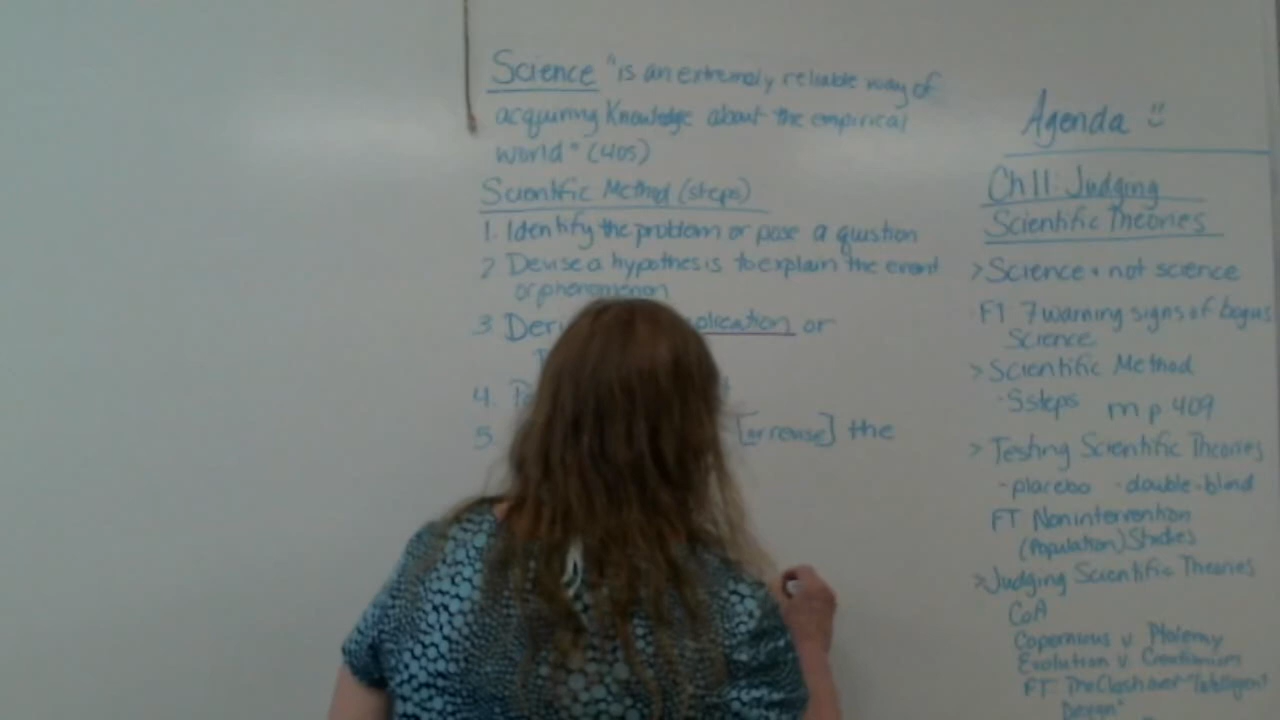 Science "is an extremely reliable way of
acquiring Knowledge about the empirical
world" (405)
Scientific Method (steps)
1. Identify the problem or pose a question
2 Devise a hypothesis to explain the event
or phenomenon
3. or
4.
5. [or reuse] the
Agenda
Ch 11: Judging
Scientific Theories
> Science + not science
FT 7 warning signs of bogus
Science
> Scientific Method
- 5 steps m p 409
> Testing Scientific Theories
- placebo - double-blind
FT Nonintervention
(Population) Studies
> Judging Scientific Theories
CoA
Copernicus v. Ptolemy
Evolution v. Creationism
FT: The Clash over "Intelligent
Design"